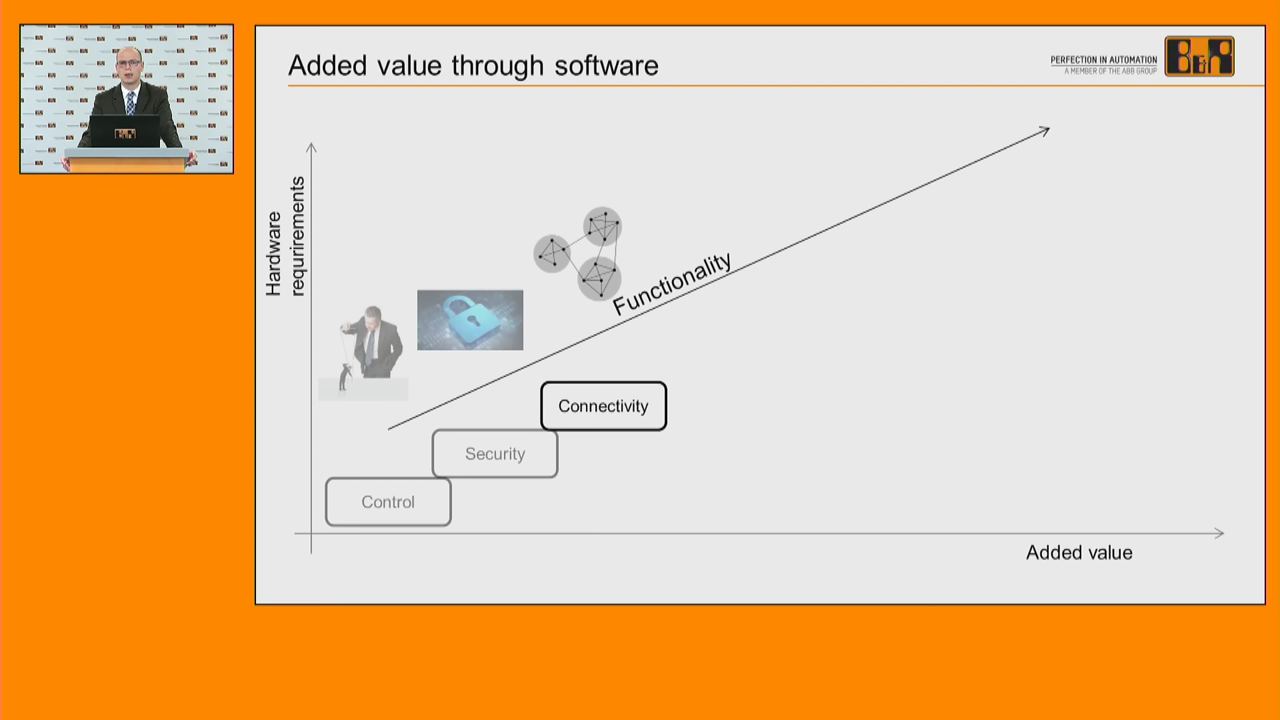 Added value through software
PERFECTION IN AUTOMATION
A MEMBER OF THE ABB GROUP
B&R
Hardware
requrirements
Functionality
Connectivity
Security
Control
Added value